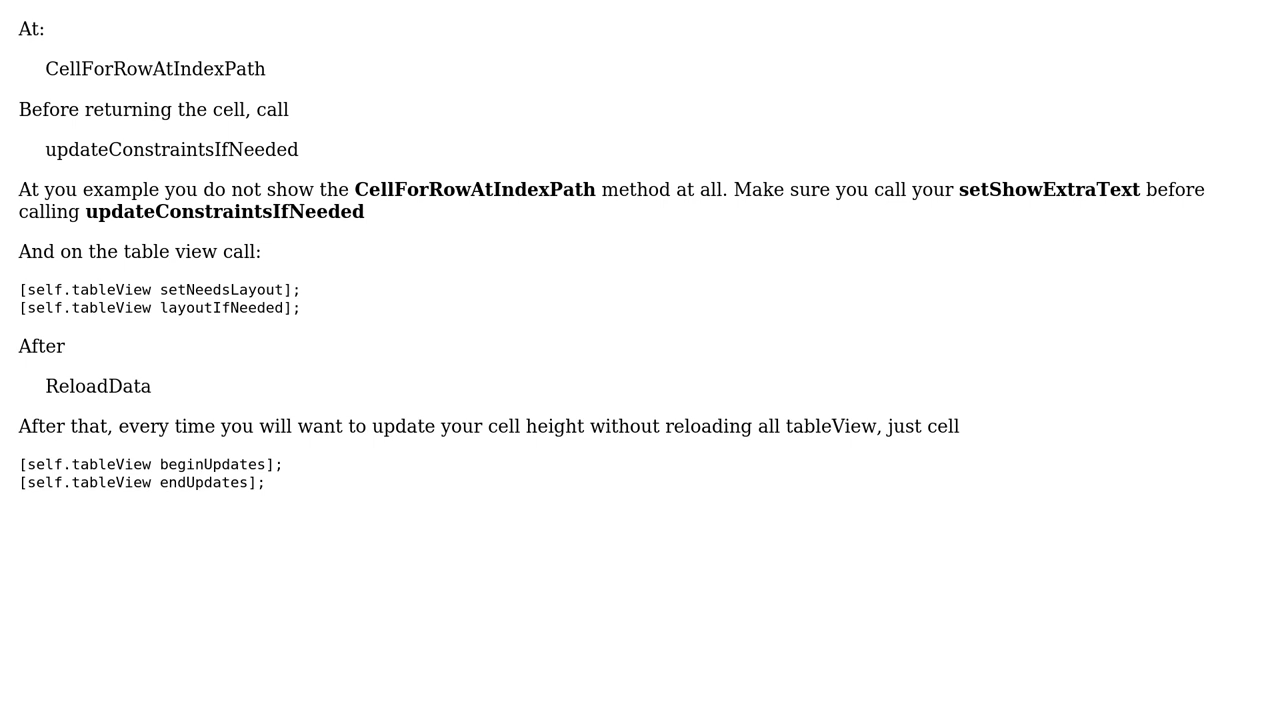 At:
CellForRowAtIndexPath
Before returning the cell, call
updateConstraintsIfNeeded
At you example you do not show the CellForRowAtIndexPath method at all. Make sure you call your setShowExtraText before
calling updateConstraintsIfNeeded
And on the table view call:
[self.tableView setNeedsLayout];
[self.tableView layoutIfNeeded];
After
ReloadData
After that, every time you will want to update your cell height without reloading all tableView, just cell
[self.tableView beginUpdates];
[self.tableView endUpdates];